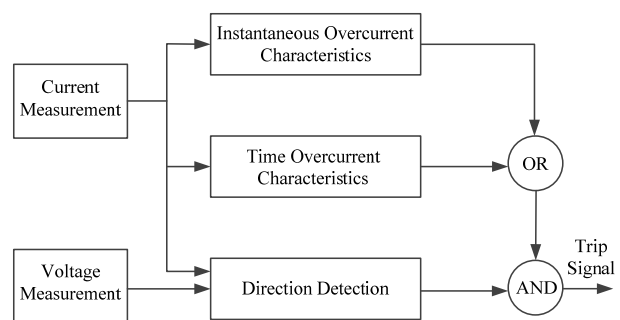 Instantaneous Overcurrent
Characteristics
Current
Measurement
Time Overcurrent
Characteristics
OR
Voltage
Measurement
Direction Detection
AND
Trip
Signal